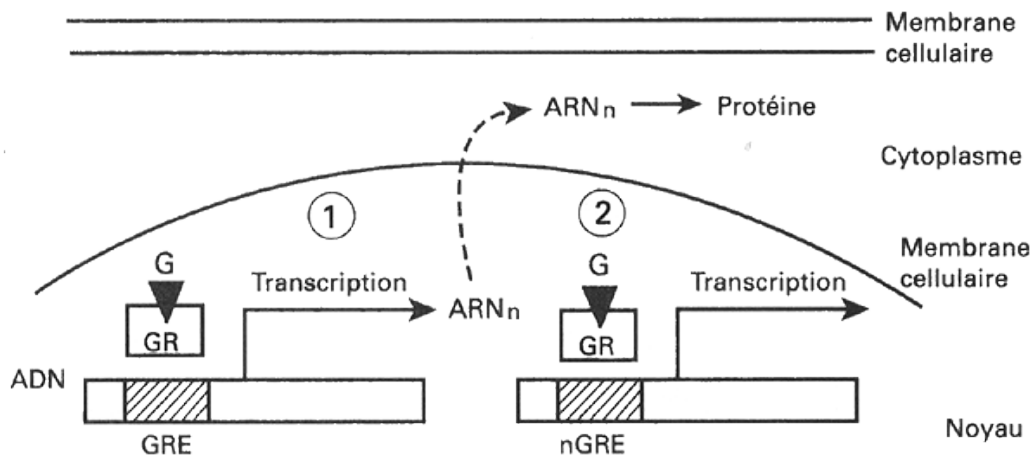 Membrane
cellulaire
ARNn → Protéine
Cytoplasme
1
2
Membrane
cellulaire
G
G
Transcription
Transcription
ARNn
GR
GR
ADN
GRE
nGRE
Noyau